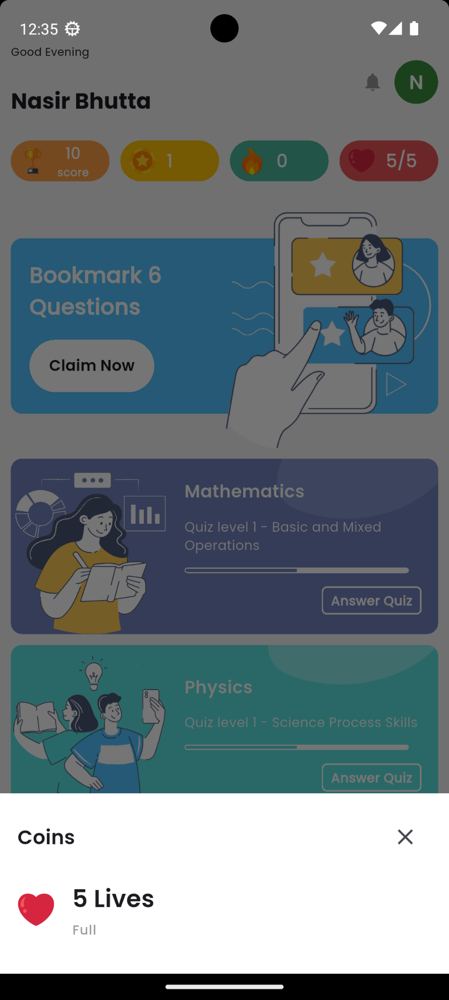 12:35
Good Evening
N
Nasir Bhutta
10
score
1
0
5/5
Bookmark 6
Questions
Claim Now
Mathematics
Quiz level 1 - Basic and Mixed
Operations
Answer Quiz
Physics
Quiz level 1 - Science Process Skills
Answer Quiz
Coins
5 Lives
Full